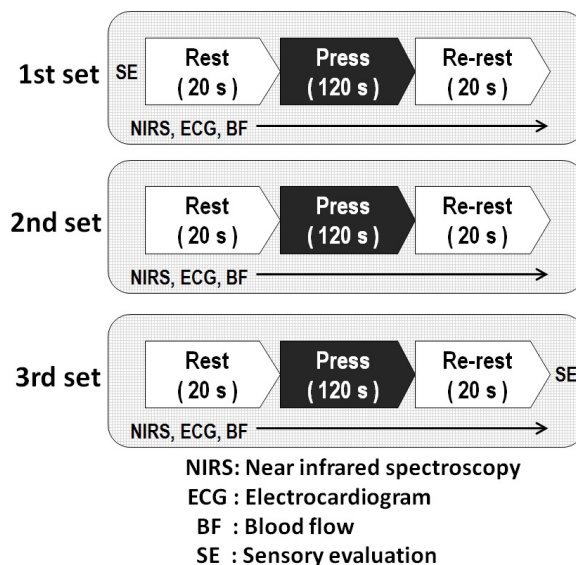 1st set
SE
Rest
( 20 s )
Press
( 120 s )
Re-rest
( 20 s )
NIRS, ECG, BF
2nd set
Rest
( 20 s )
Press
( 120 s )
Re-rest
( 20 s )
NIRS, ECG, BF
3rd set
Rest
( 20 s )
Press
( 120 s )
Re-rest
( 20 s )
SE
NIRS, ECG, BF
NIRS: Near infrared spectroscopy
ECG : Electrocardiogram
BF : Blood flow
SE : Sensory evaluation